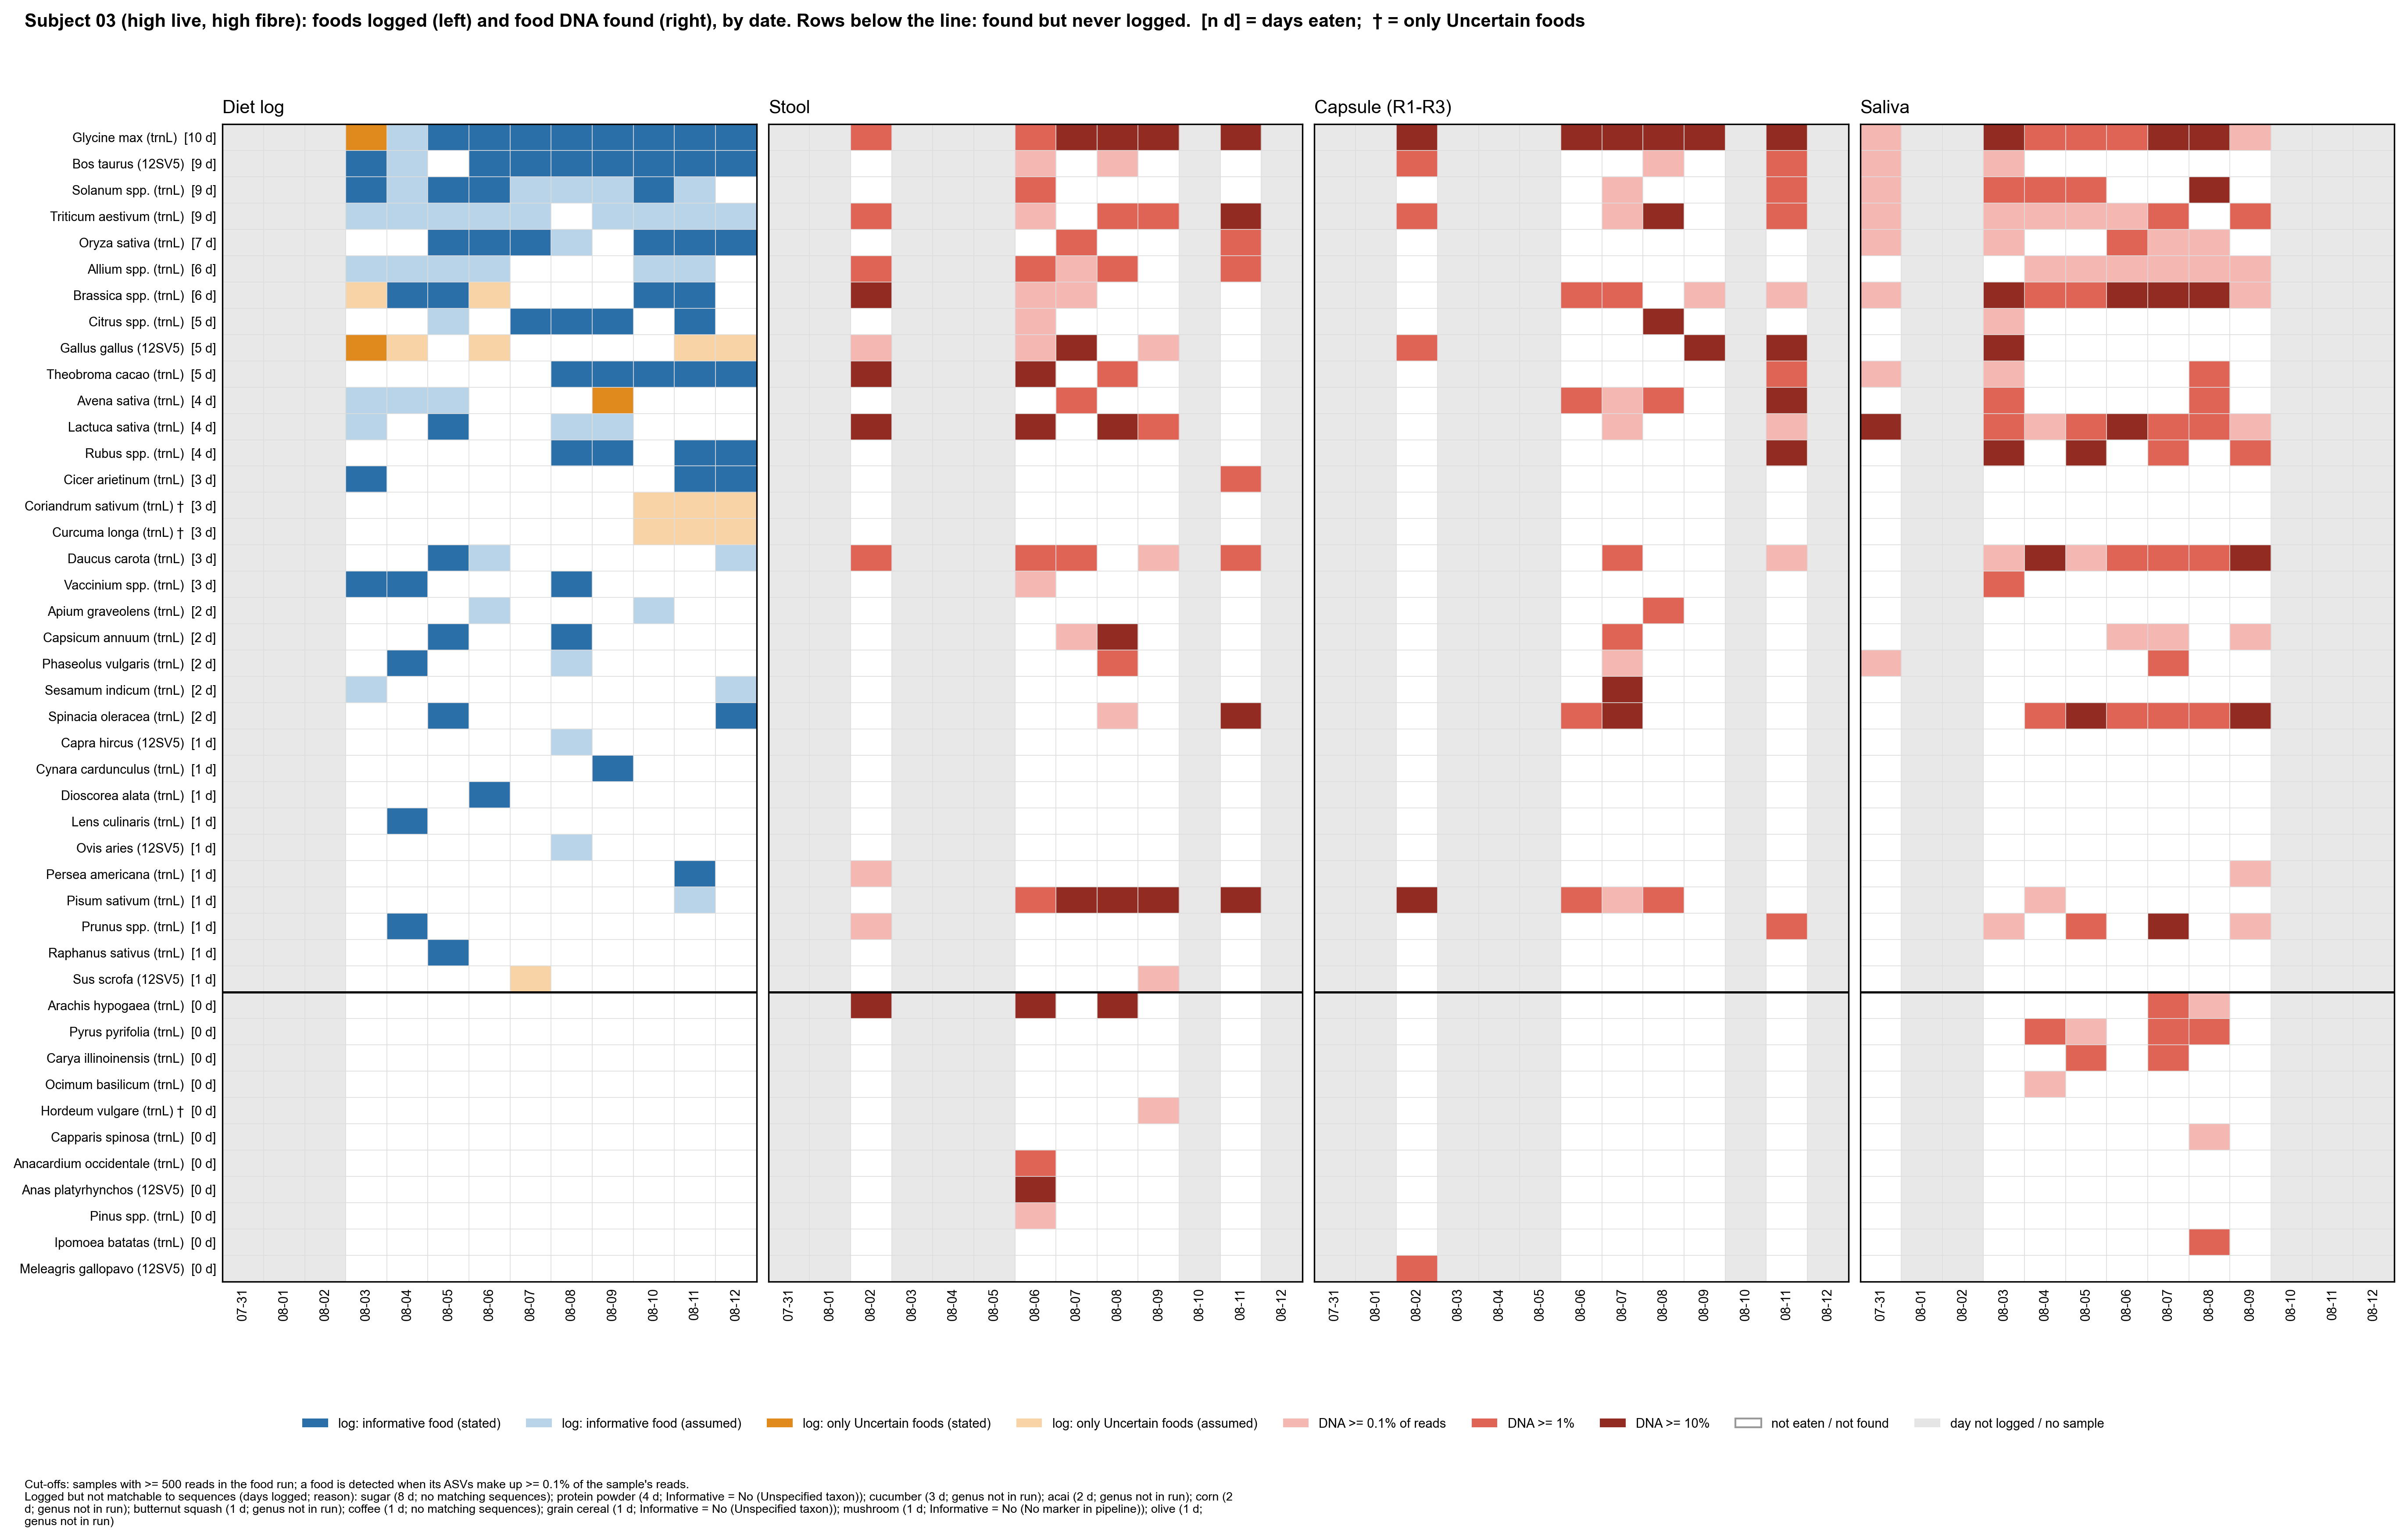 Subject 03 (high live, high fibre): foods logged (left) and food DNA found (right), by date. Rows below the line: found but never logged.  [n d] = days eaten;  † = only Uncertain foods
Diet log
Stool
Capsule (R1-R3)
Saliva
Glycine max (trnL)  [10 d]
Bos taurus (12SV5)  [9 d]
Solanum spp. (trnL)  [9 d]
Triticum aestivum (trnL)  [9 d]
Oryza sativa (trnL)  [7 d]
Allium spp. (trnL)  [6 d]
Brassica spp. (trnL)  [6 d]
Citrus spp. (trnL)  [5 d]
Gallus gallus (12SV5)  [5 d]
Theobroma cacao (trnL)  [5 d]
Avena sativa (trnL)  [4 d]
Lactuca sativa (trnL)  [4 d]
Rubus spp. (trnL)  [4 d]
Cicer arietinum (trnL)  [3 d]
Coriandrum sativum (trnL) †  [3 d]
Curcuma longa (trnL) †  [3 d]
Daucus carota (trnL)  [3 d]
Vaccinium spp. (trnL)  [3 d]
Apium graveolens (trnL)  [2 d]
Capsicum annuum (trnL)  [2 d]
Phaseolus vulgaris (trnL)  [2 d]
Sesamum indicum (trnL)  [2 d]
Spinacia oleracea (trnL)  [2 d]
Capra hircus (12SV5)  [1 d]
Cynara cardunculus (trnL)  [1 d]
Dioscorea alata (trnL)  [1 d]
Lens culinaris (trnL)  [1 d]
Ovis aries (12SV5)  [1 d]
Persea americana (trnL)  [1 d]
Pisum sativum (trnL)  [1 d]
Prunus spp. (trnL)  [1 d]
Raphanus sativus (trnL)  [1 d]
Sus scrofa (12SV5)  [1 d]
Arachis hypogaea (trnL)  [0 d]
Pyrus pyrifolia (trnL)  [0 d]
Carya illinoinensis (trnL)  [0 d]
Ocimum basilicum (trnL)  [0 d]
Hordeum vulgare (trnL) †  [0 d]
Capparis spinosa (trnL)  [0 d]
Anacardium occidentale (trnL)  [0 d]
Anas platyrhynchos (12SV5)  [0 d]
Pinus spp. (trnL)  [0 d]
Ipomoea batatas (trnL)  [0 d]
Meleagris gallopavo (12SV5)  [0 d]
07-31 08-01 08-02 08-03 08-04 08-05 08-06 08-07 08-08 08-09 08-10 08-11 08-12
07-31 08-01 08-02 08-03 08-04 08-05 08-06 08-07 08-08 08-09 08-10 08-11 08-12
07-31 08-01 08-02 08-03 08-04 08-05 08-06 08-07 08-08 08-09 08-10 08-11 08-12
07-31 08-01 08-02 08-03 08-04 08-05 08-06 08-07 08-08 08-09 08-10 08-11 08-12
log: informative food (stated)
log: informative food (assumed)
log: only Uncertain foods (stated)
log: only Uncertain foods (assumed)
DNA >= 0.1% of reads
DNA >= 1%
DNA >= 10%
not eaten / not found
day not logged / no sample
Cut-offs: samples with >= 500 reads in the food run; a food is detected when its ASVs make up >= 0.1% of the sample's reads.
Logged but not matchable to sequences (days logged; reason): sugar (8 d; no matching sequences); protein powder (4 d; Informative = No (Unspecified taxon)); cucumber (3 d; genus not in run); acai (2 d; genus not in run); corn (2
d; genus not in run); butternut squash (1 d; genus not in run); coffee (1 d; no matching sequences); grain cereal (1 d; Informative = No (Unspecified taxon)); mushroom (1 d; Informative = No (No marker in pipeline)); olive (1 d;
genus not in run)